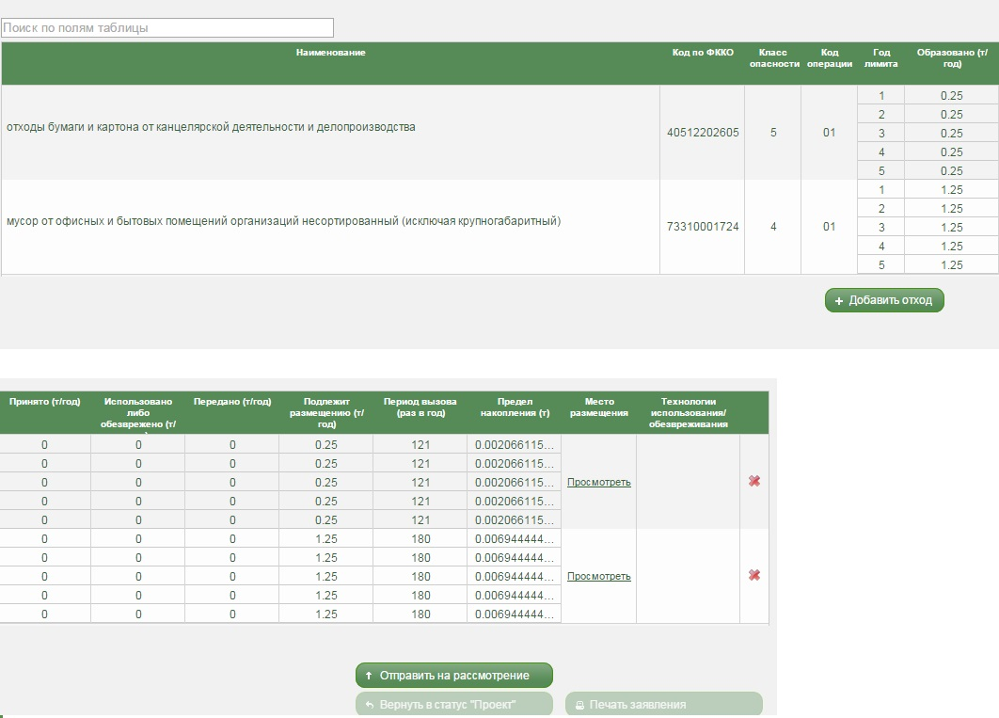 Поиск по полям таблицы
Наименование Код по ФККО Класс опасности Код операции Год лимита Образовано (т/год)
отходы бумаги и картона от канцелярской деятельности и делопроизводства 40512202605 5 01
1 0.25
2 0.25
3 0.25
4 0.25
5 0.25
мусор от офисных и бытовых помещений организаций несортированный (исключая крупногабаритный) 73310001724 4 01
1 1.25
2 1.25
3 1.25
4 1.25
5 1.25
+ Добавить отход
Принято (т/год) Использовано либо обезврежено (т/ Передано (т/год) Подлежит размещению (т/год) Период вызова (раз в год) Предел накопления (т) Место размещения Технологии использования/обезвреживания
0 0 0 0.25 121 0.002066115...
0 0 0 0.25 121 0.002066115...
0 0 0 0.25 121 0.002066115... Просмотреть
0 0 0 0.25 121 0.002066115...
0 0 0 0.25 121 0.002066115...
0 0 0 1.25 180 0.006944444...
0 0 0 1.25 180 0.006944444...
0 0 0 1.25 180 0.006944444... Просмотреть
0 0 0 1.25 180 0.006944444...
0 0 0 1.25 180 0.006944444...
Отправить на рассмотрение
Вернуть в статус "Проект" Печать заявления